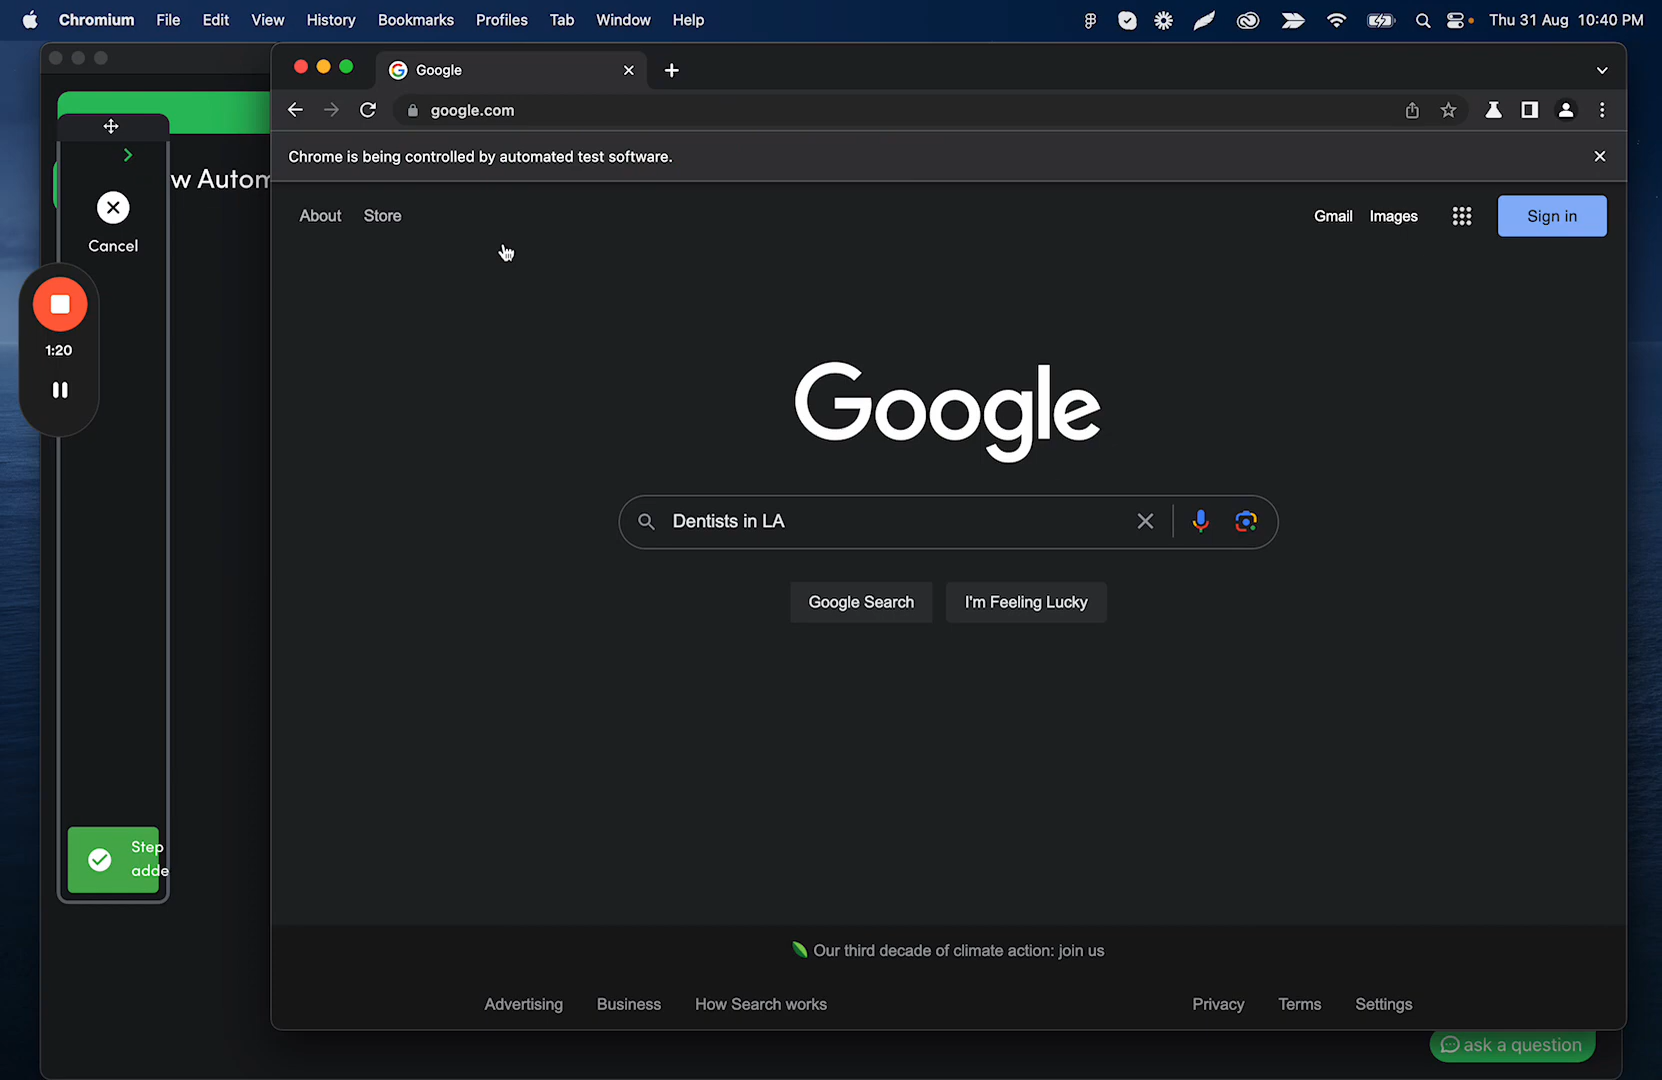 Chromium File Edit View History Bookmarks Profiles Tab Window Help Thu 31 Aug 10:40 PM
Google
google.com
Chrome is being controlled by automated test software.
w Autom
Cancel
1:20
Step
adde
About Store Gmail Images Sign in
Google
Dentists in LA
Google Search I'm Feeling Lucky
Our third decade of climate action: join us
Advertising Business How Search works Privacy Terms Settings
ask a question